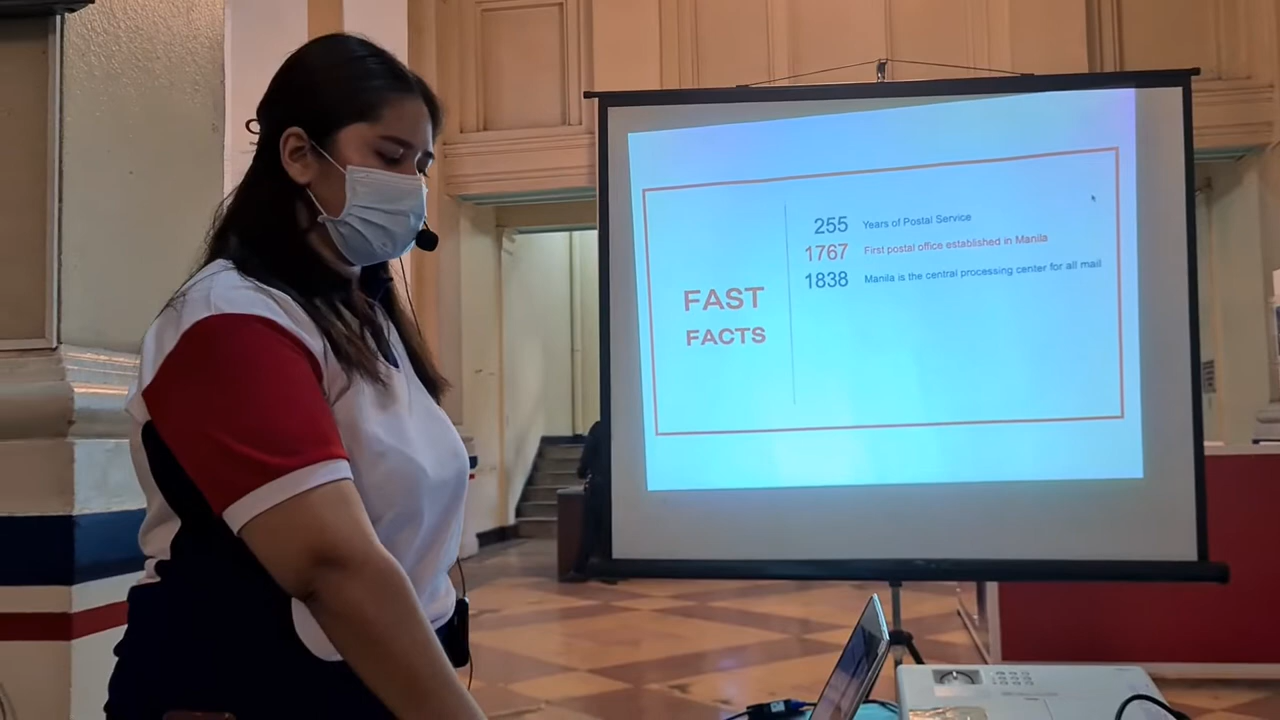 FAST
FACTS
255 Years of Postal Service
1767 First postal office established in Manila
1838 Manila is the central processing center for all mail